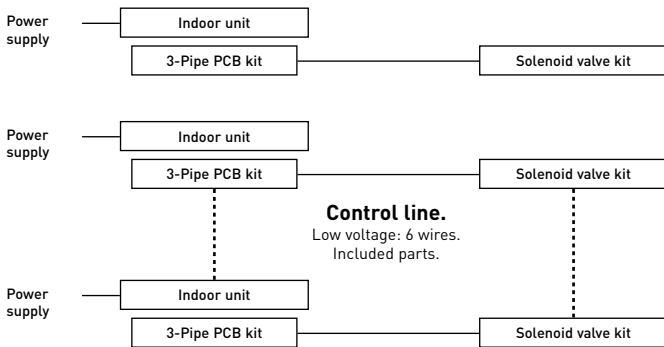 Power
supply
Indoor unit
3-Pipe PCB kit
Solenoid valve kit
Power
supply
Indoor unit
3-Pipe PCB kit
Solenoid valve kit
Control line.
Low voltage: 6 wires.
Included parts.
Power
supply
Indoor unit
3-Pipe PCB kit
Solenoid valve kit